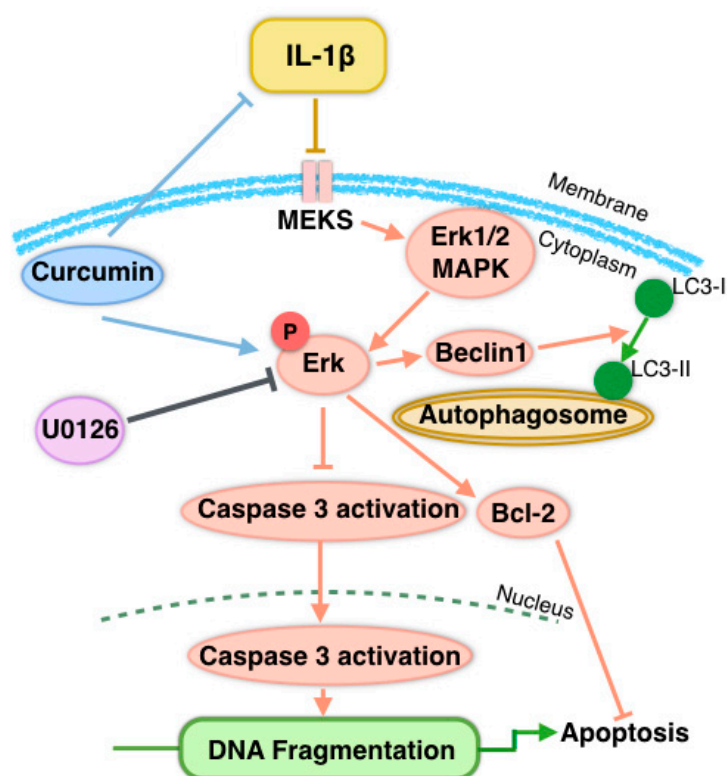 IL-1β
Membrane
MEKS
Erk1/2
MAPK
Cytoplasm
Curcumin
LC3-I
P
Erk
Beclin1
LC3-II
Autophagosome
U0126
Caspase 3 activation
Bcl-2
Nucleus
Caspase 3 activation
Apoptosis
DNA Fragmentation